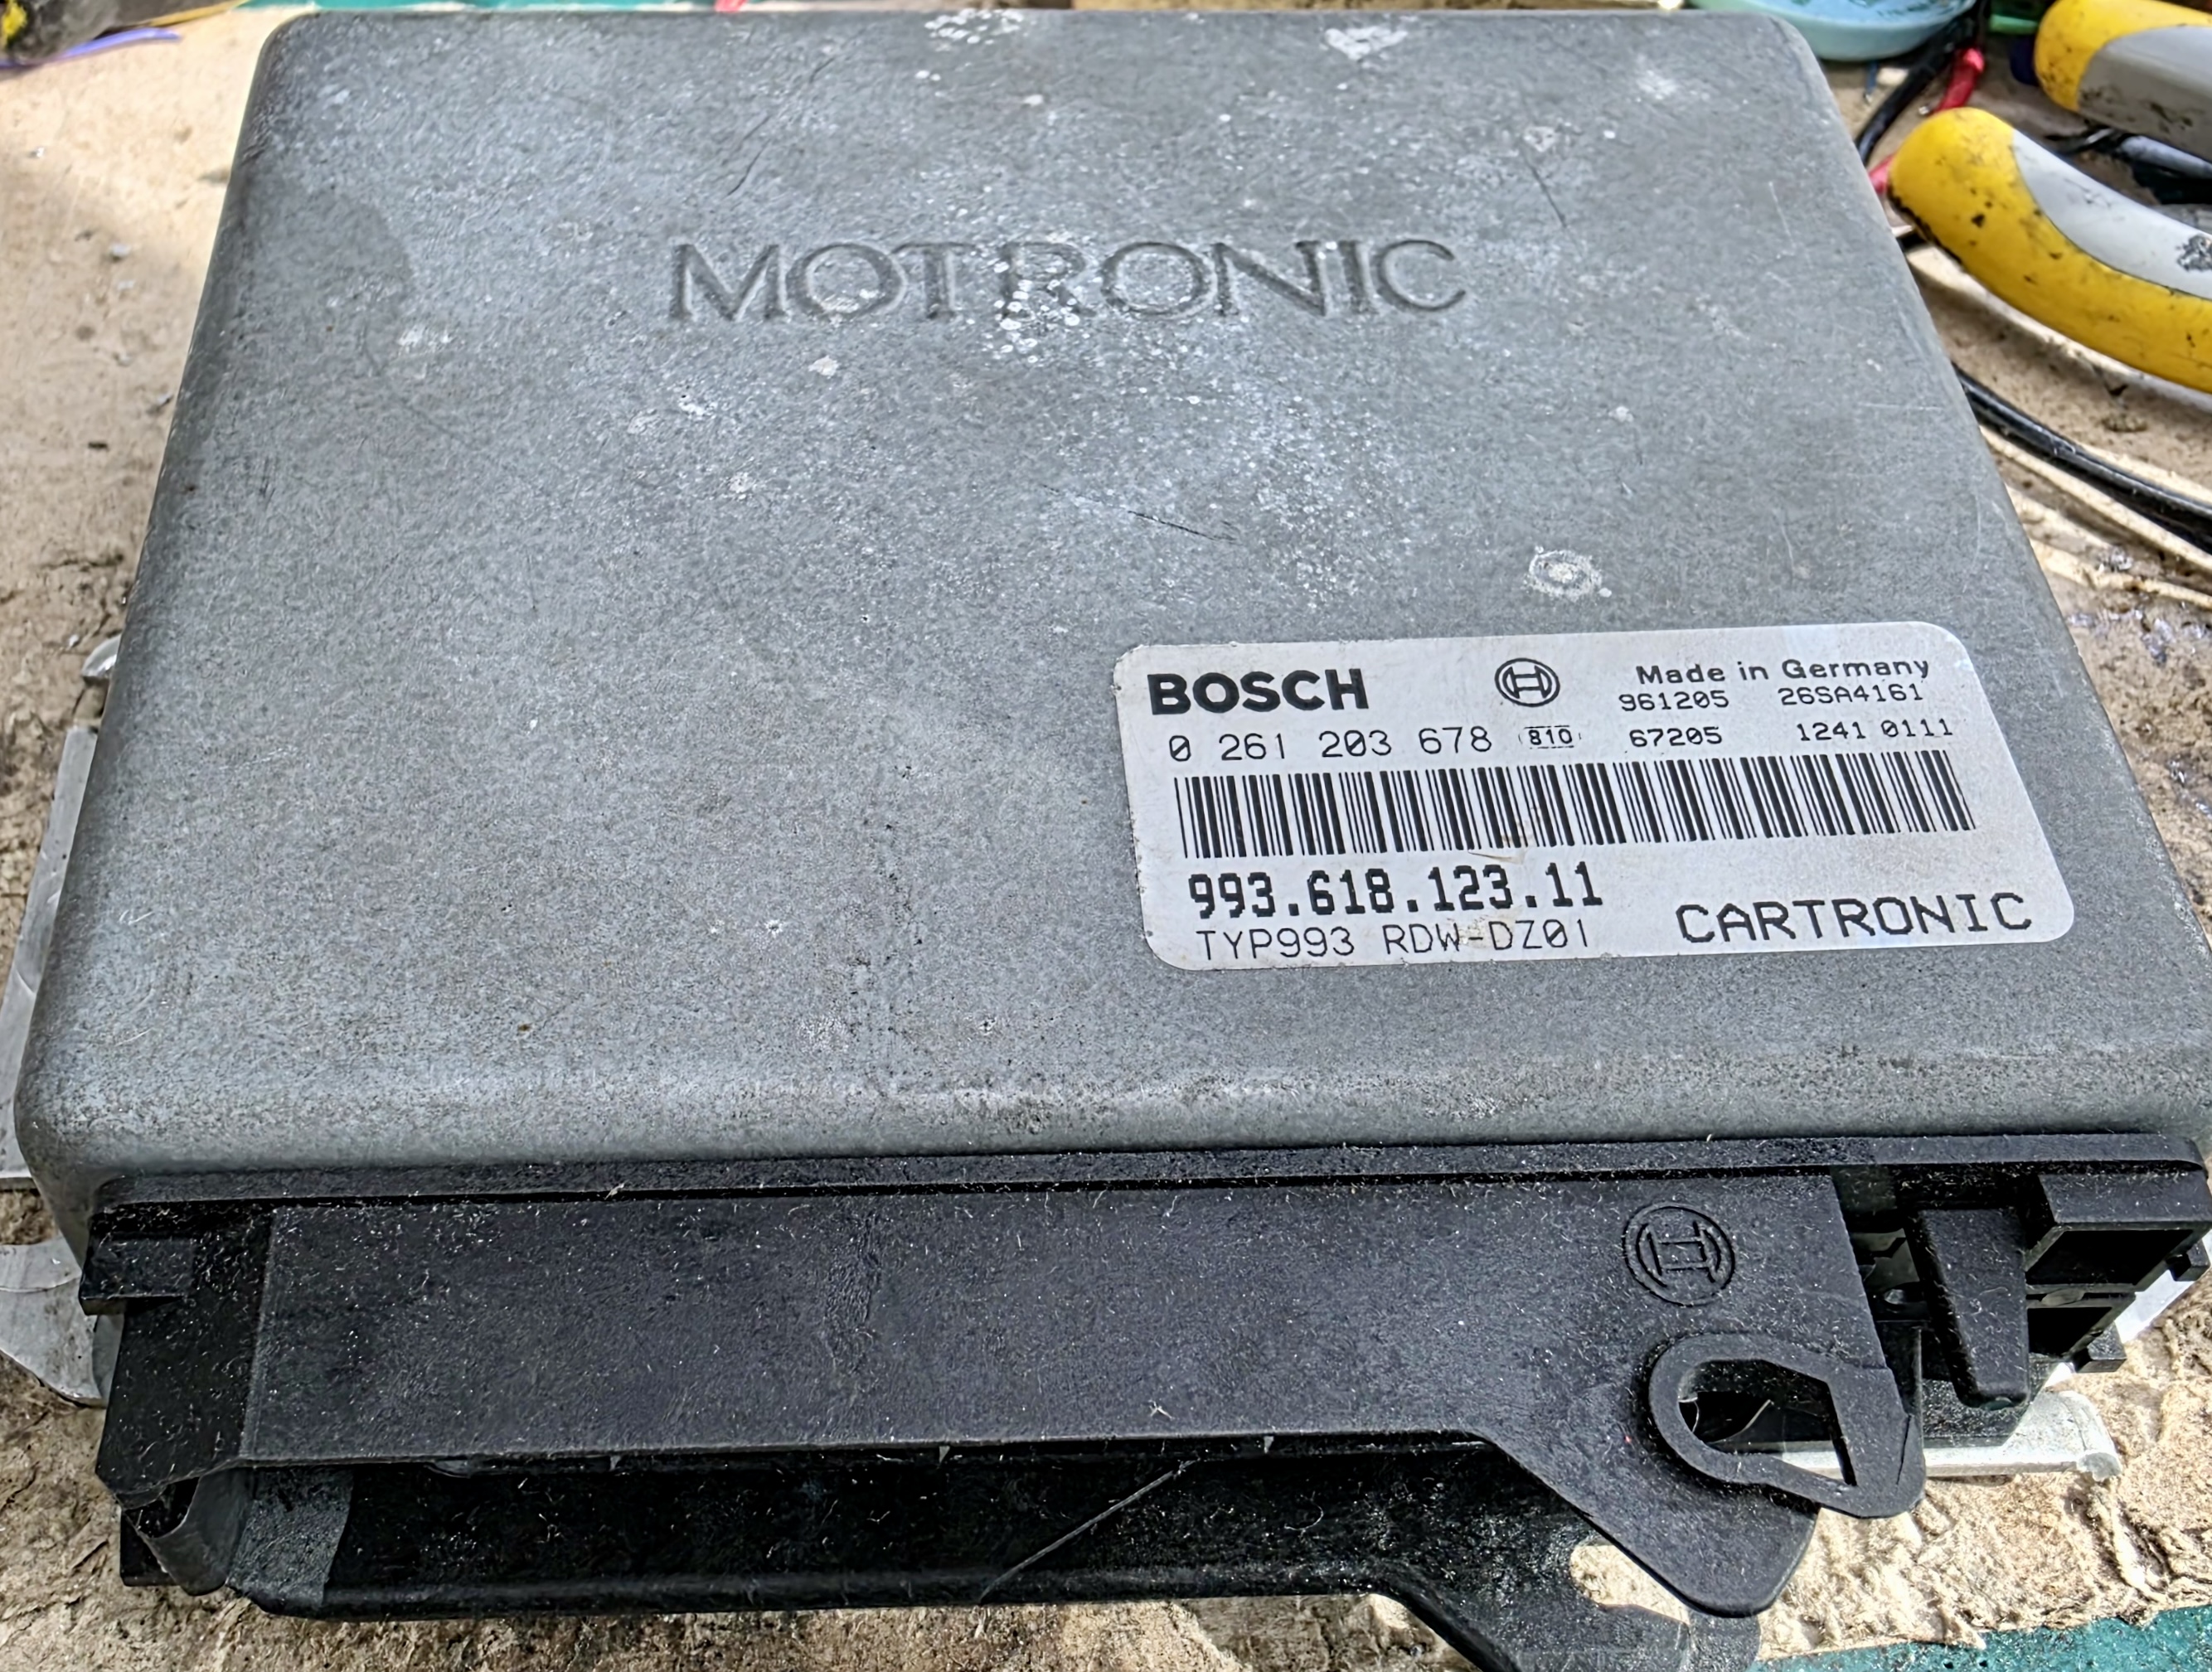 MOTRONIC
BOSCH
Made in Germany
961205 26SA4161
0 261 203 678 810 67205 1241 0111
993.618.123.11
TYP993 RDW-DZ01 CARTRONIC